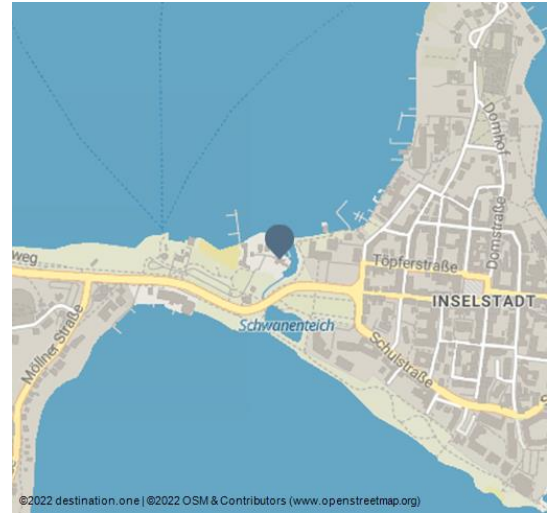 Domhof
Domstraße
Töpferstraße
weg
INSELSTADT
Schwanenteich
Möllner Straße
Schulstraße
S
©2022 destination.one | ©2022 OSM & Contributors (www.openstreetmap.org)